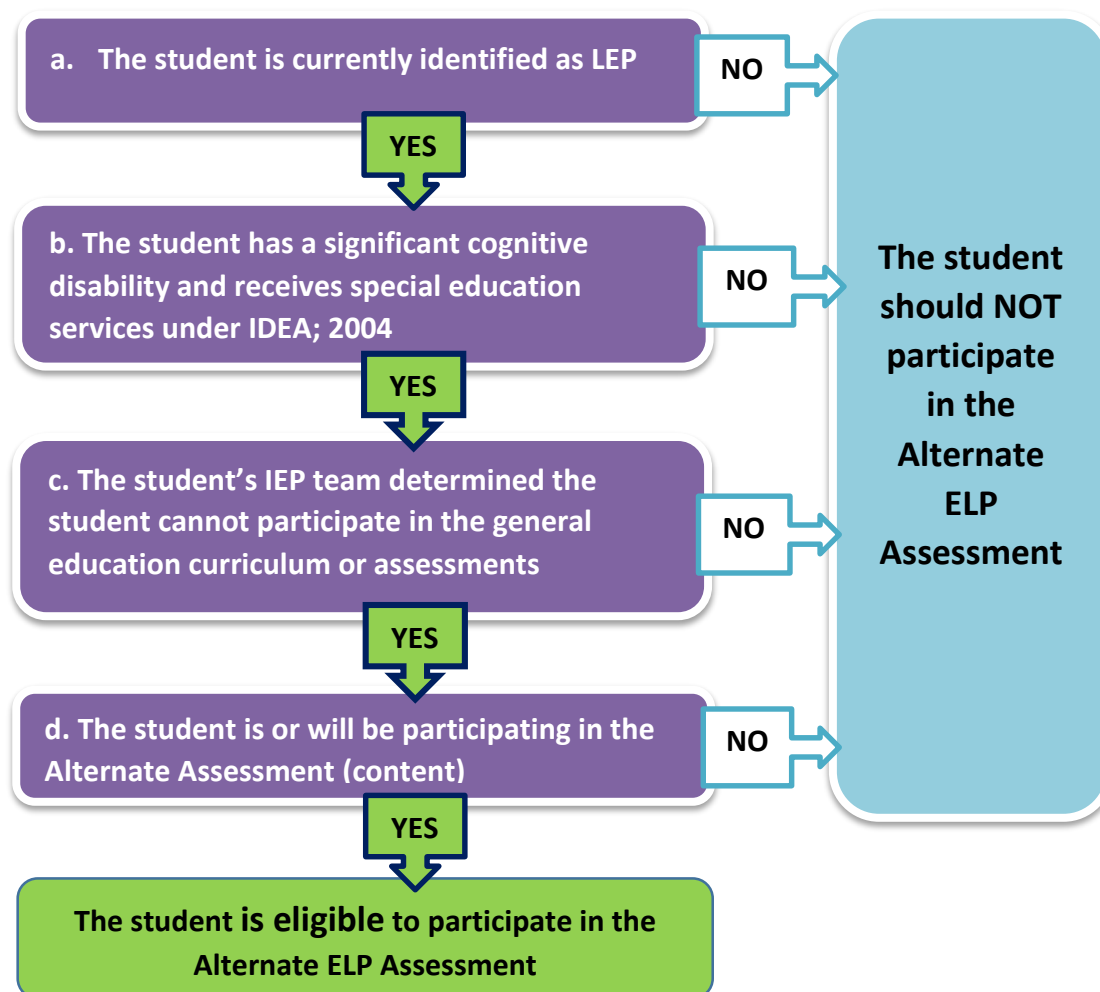 a. The student is currently identified as LEP
NO
YES
b. The student has a significant cognitive
disability and receives special education
services under IDEA; 2004
NO
YES
c. The student’s IEP team determined the
student cannot participate in the general
education curriculum or assessments
NO
YES
d. The student is or will be participating in the
Alternate Assessment (content)
NO
YES
The student is eligible to participate in the
Alternate ELP Assessment
The student
should NOT
participate
in the
Alternate
ELP
Assessment